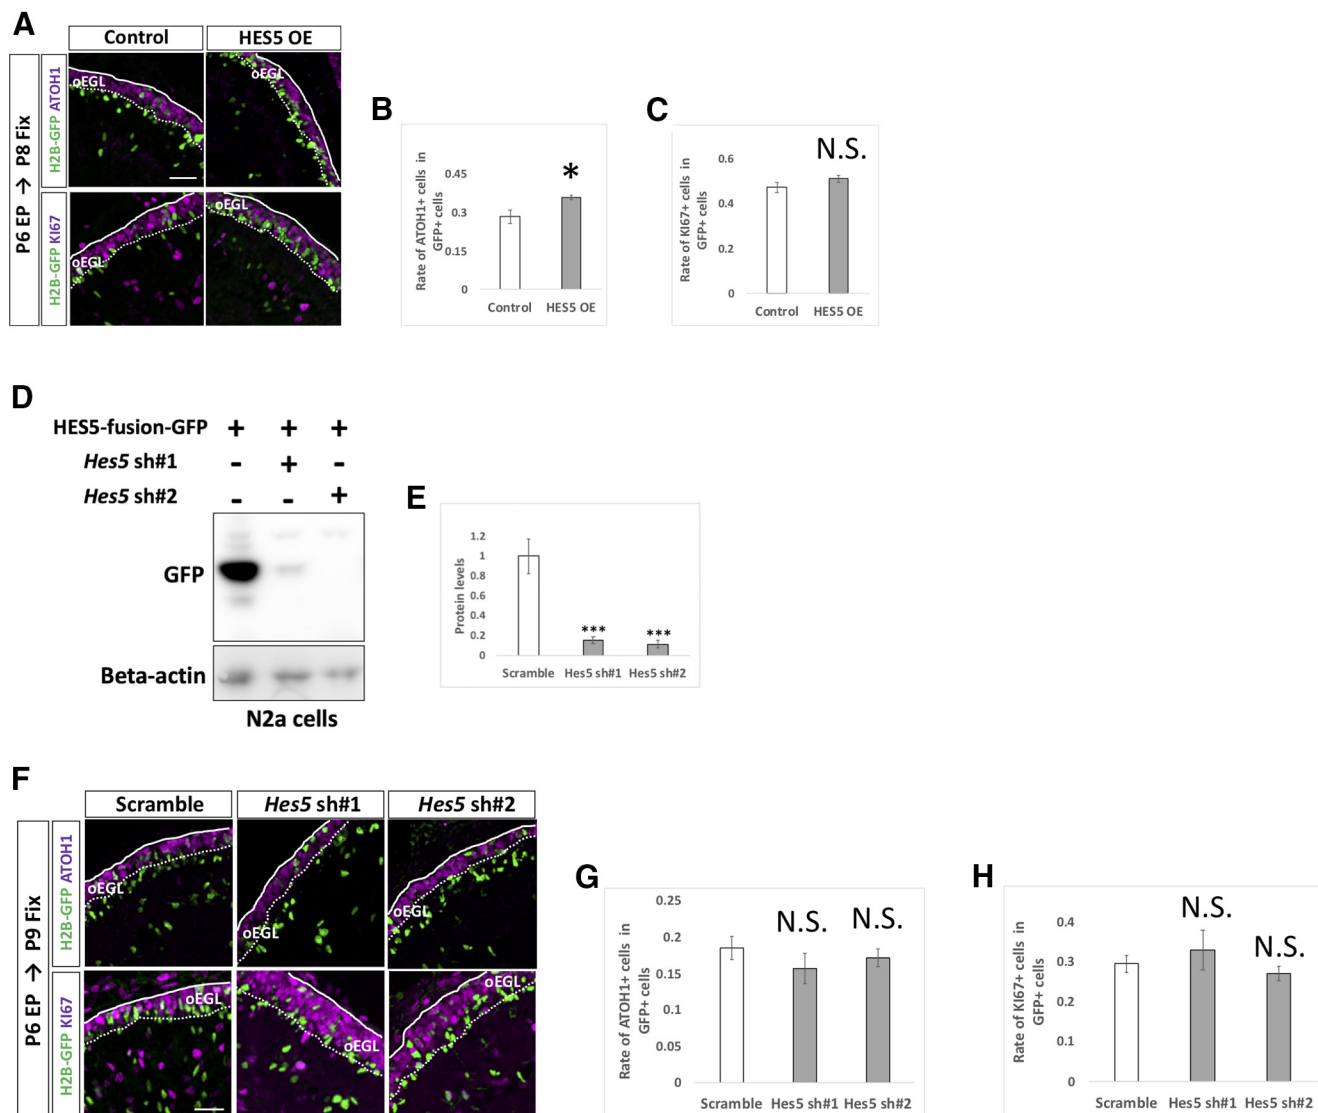 A
Control
HES5 OE
P6 EP → P8 Fix
H2B-GFP ATOH1
H2B-GFP KI67
oEGL
oEGL
oEGL
oEGL
B
Rate of ATOH1+ cells in
GFP+ cells
0.45
0.3
0.15
0
*
Control
HES5 OE
C
Rate of KI67+ cells in
GFP+ cells
0.6
0.4
0.2
0
N.S.
Control
HES5 OE
D
HES5-fusion-GFP + + +
Hes5 sh#1 - + -
Hes5 sh#2 - - +
GFP
Beta-actin
N2a cells
E
Protein levels
1.2
1
0.8
0.6
0.4
0.2
0
***
***
Scramble
Hes5 sh#1
Hes5 sh#2
F
Scramble
Hes5 sh#1
Hes5 sh#2
P6 EP → P9 Fix
H2B-GFP ATOH1
H2B-GFP KI67
oEGL
oEGL
oEGL
oEGL
oEGL
oEGL
G
Rate of ATOH1+ cells in
GFP+ cells
0.25
0.2
0.15
0.1
0.05
0
N.S.
N.S.
Scramble
Hes5 sh#1
Hes5 sh#2
H
Rate of KI67+ cells in
GFP+ cells
0.4
0.3
0.2
0.1
0
N.S.
N.S.
Scramble
Hes5 sh#1
Hes5 sh#2